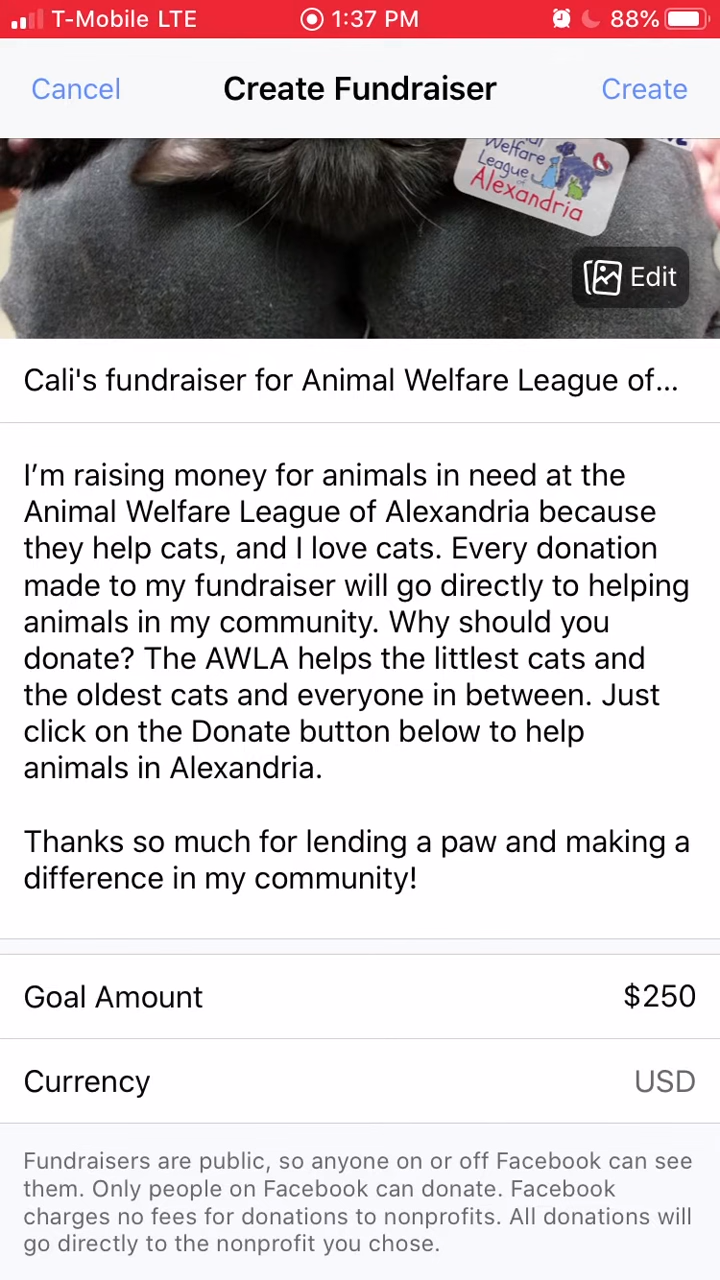 T-Mobile LTE 1:37 PM 88%
Cancel Create Fundraiser Create
Welfare
League
Alexandria
Edit
Cali's fundraiser for Animal Welfare League of...
I’m raising money for animals in need at the
Animal Welfare League of Alexandria because
they help cats, and I love cats. Every donation
made to my fundraiser will go directly to helping
animals in my community. Why should you
donate? The AWLA helps the littlest cats and
the oldest cats and everyone in between. Just
click on the Donate button below to help
animals in Alexandria.
Thanks so much for lending a paw and making a
difference in my community!
Goal Amount $250
Currency USD
Fundraisers are public, so anyone on or off Facebook can see
them. Only people on Facebook can donate. Facebook
charges no fees for donations to nonprofits. All donations will
go directly to the nonprofit you chose.